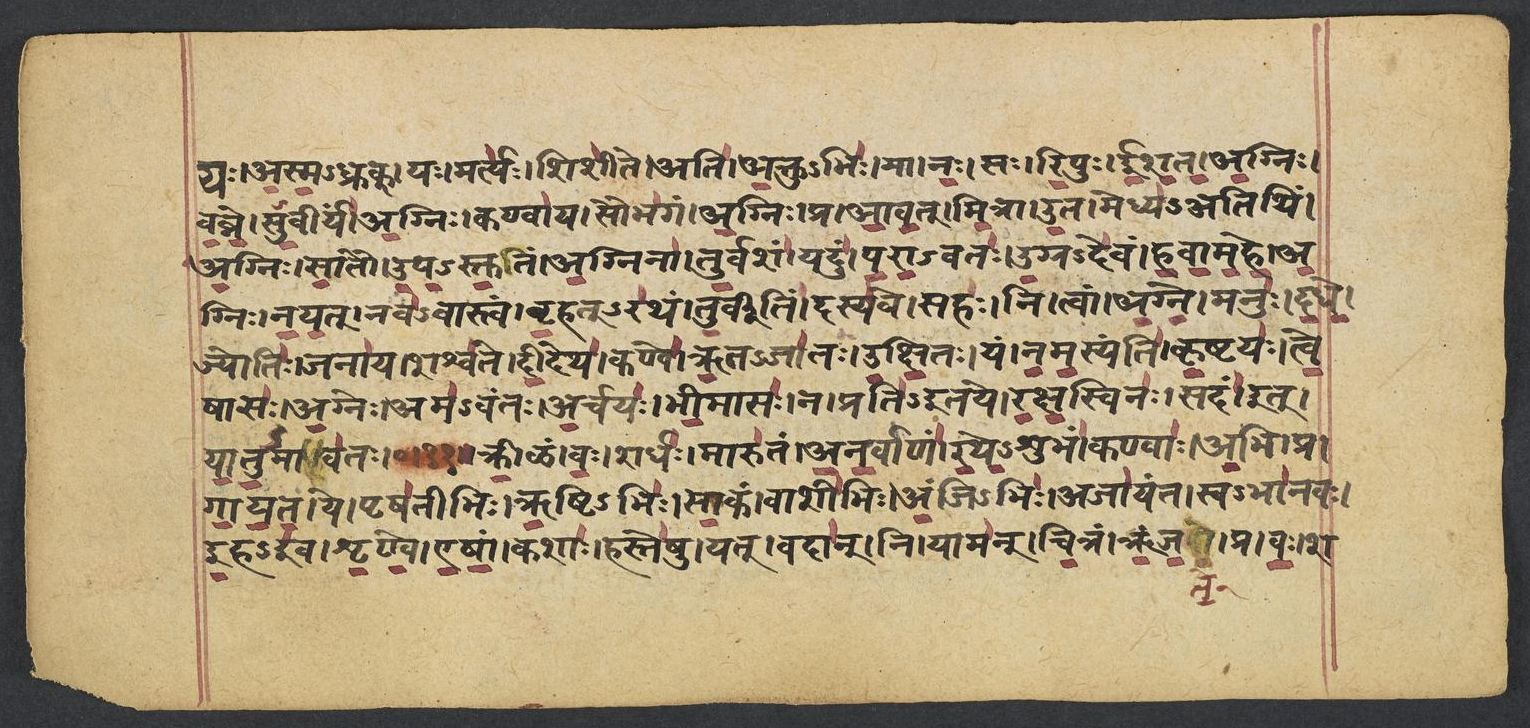 यः।अस्मऽध्रुक्।यः।मर्त्यः।शिशीते।अति।अक्तुऽभिः।मा।नः।सः।रिपुः।ईशत।अग्निः।
वव्ने।सुवीर्यं।अग्निः।कण्वाय।सौभगं।अग्निः।प्र।आवत्।मित्रा।उत।मेध्यऽअतिथिं।
अग्निः।सातौ।उपऽस्तुतिं।अग्निना।तुर्वशं।यदुं।पराऽवतः।उग्रऽदेवं।हवामहे।अ
ग्निः।नयत्।नवऽवास्त्वं।बृहत्ऽरथं।तुर्वीतिं।दस्यवे।सहः।नि।त्वां।अग्ने।मनुः।दधे।
ज्योतिः।जनाय।शश्वते।दीदेथ।कण्वे।ऋतऽजातः।उक्षितः।यं।नमस्यंति।कृष्टयः।त्वे
षासः।अग्नेः।अमऽवंतः।अर्चयः।भीमासः।न।प्रतिऽइतये।रक्षस्विनः।सदं।इत्।
यातुमावतः।॥११॥क्रीळं।वः।शर्धः।मारुतं।अनर्वाणं।रथेऽशुभं।कण्वाः।अभि।प्र।
गायत।ये।पृषतीभिः।ऋष्टिऽभिः।साकं।वाशीभिः।अंजिऽभिः।अजायंत।स्वऽभानवः।
इहऽइव।शृण्वे।एषां।कशाः।हस्तेषु।यत्।वदान्।नि।यामन्।चित्रं।ऋंजते।प्र।वः।श
ते